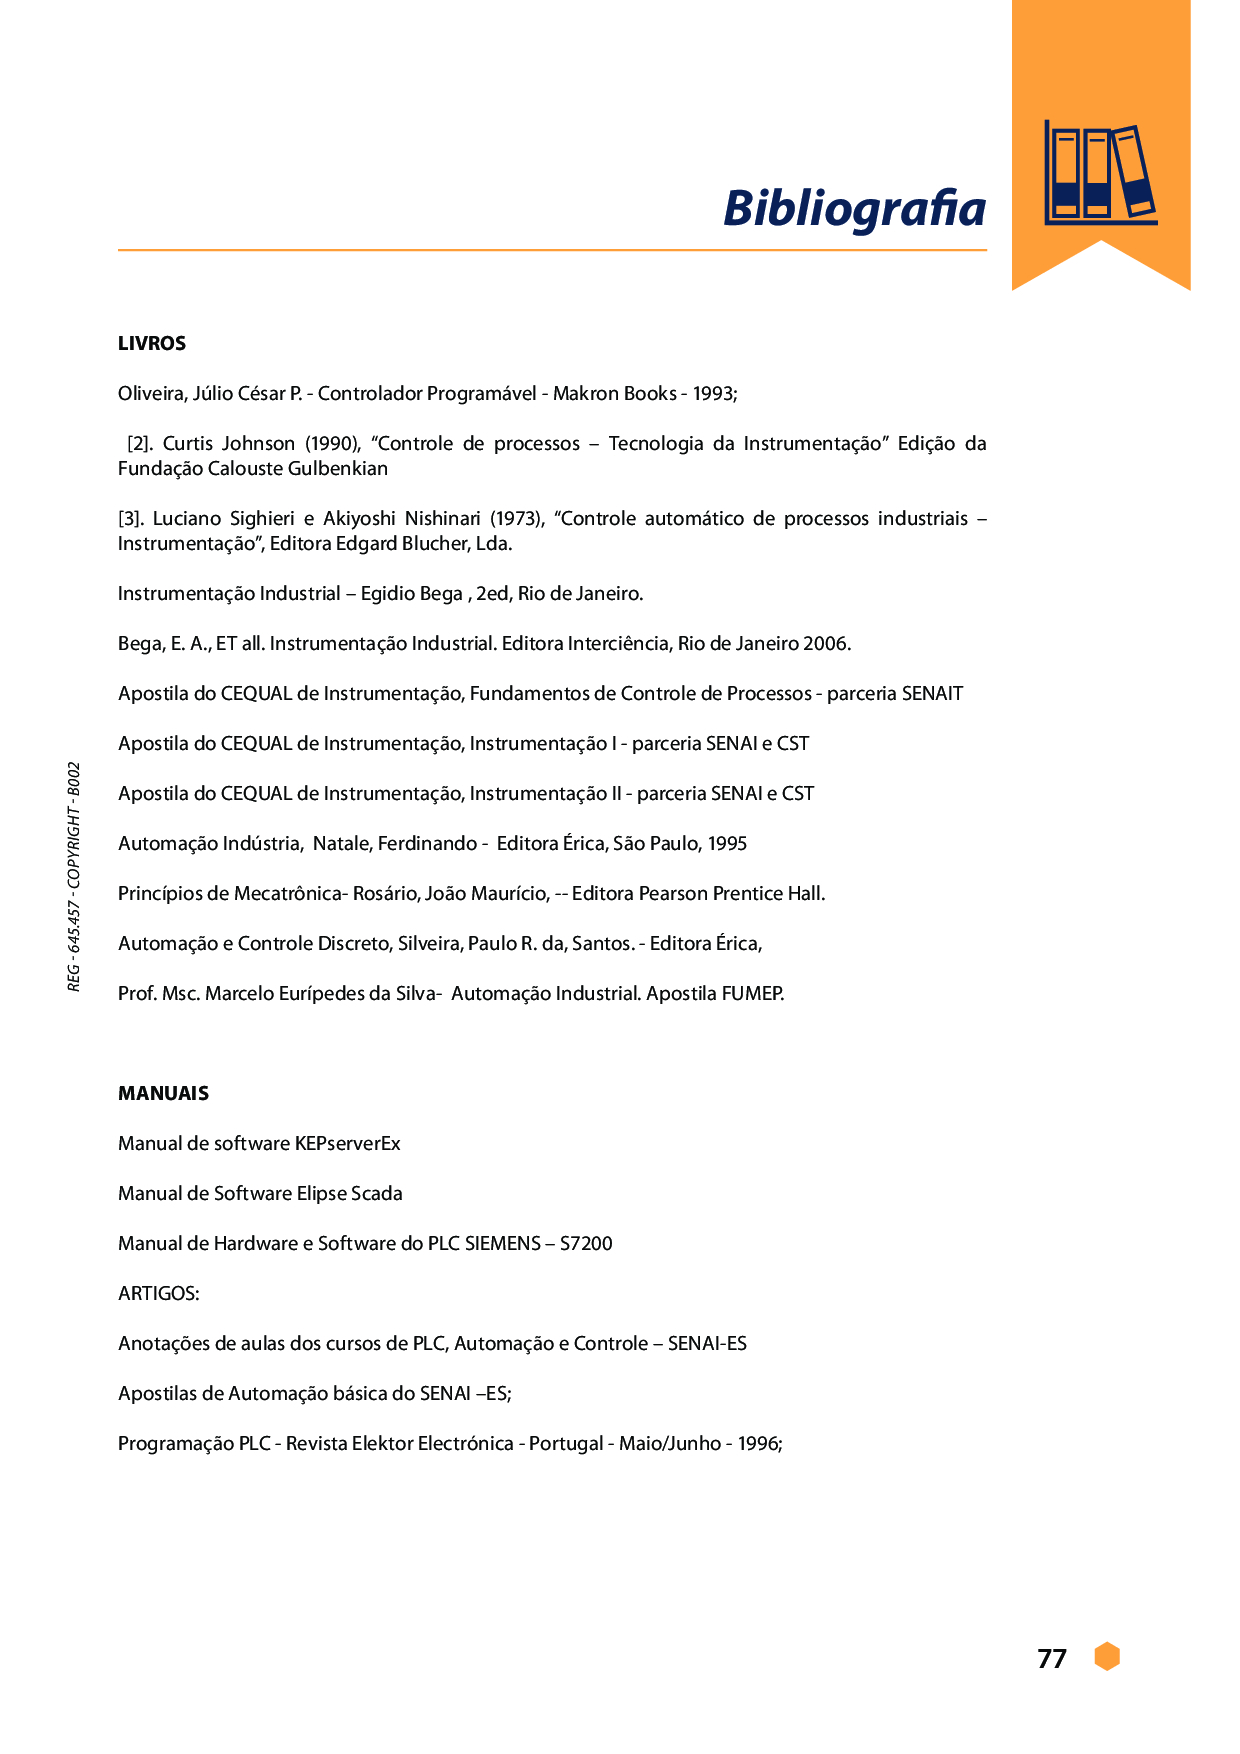 Bibliografia
LIVROS
Oliveira, Júlio César P. - Controlador Programável - Makron Books - 1993;
[2]. Curtis Johnson (1990), “Controle de processos – Tecnologia da Instrumentação” Edição da
Fundação Calouste Gulbenkian
[3]. Luciano Sighieri e Akiyoshi Nishinari (1973), “Controle automático de processos industriais –
Instrumentação”, Editora Edgard Blucher, Lda.
Instrumentação Industrial – Egidio Bega , 2ed, Rio de Janeiro.
Bega, E. A., ET all. Instrumentação Industrial. Editora Interciência, Rio de Janeiro 2006.
Apostila do CEQUAL de Instrumentação, Fundamentos de Controle de Processos - parceria SENAIT
Apostila do CEQUAL de Instrumentação, Instrumentação I - parceria SENAI e CST
Apostila do CEQUAL de Instrumentação, Instrumentação II - parceria SENAI e CST
Automação Indústria,  Natale, Ferdinando -  Editora Érica, São Paulo, 1995
Princípios de Mecatrônica- Rosário, João Maurício, -- Editora Pearson Prentice Hall.
Automação e Controle Discreto, Silveira, Paulo R. da, Santos. - Editora Érica,
Prof. Msc. Marcelo Eurípedes da Silva-  Automação Industrial. Apostila FUMEP.
MANUAIS
Manual de software KEPserverEx
Manual de Software Elipse Scada
Manual de Hardware e Software do PLC SIEMENS – S7200
ARTIGOS:
Anotações de aulas dos cursos de PLC, Automação e Controle – SENAI-ES
Apostilas de Automação básica do SENAI –ES;
Programação PLC - Revista Elektor Electrónica - Portugal - Maio/Junho - 1996;
REG - 645.457 - COPYRIGHT - B002
77